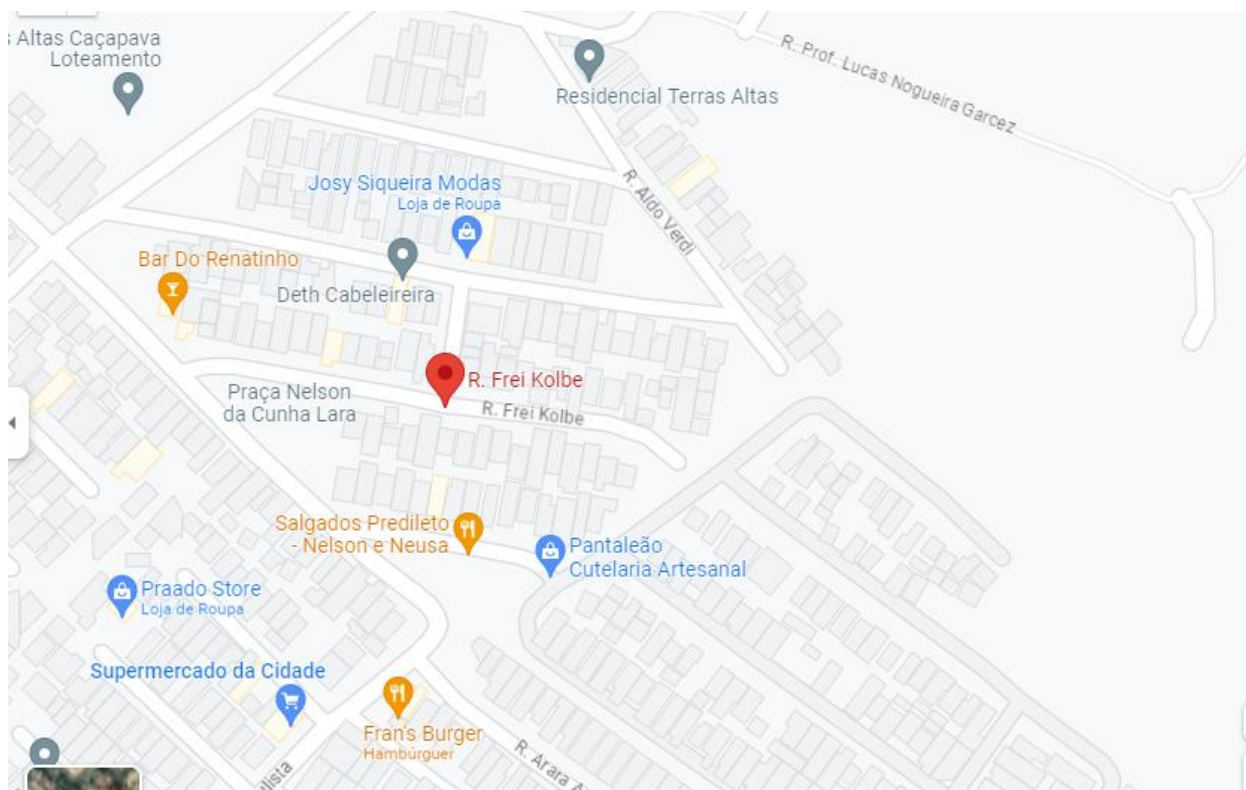 s Altas Caçapava
Loteamento
R. Prof. Lucas Nogueira Garcez
Residencial Terras Altas
Josy Siqueira Modas
Loja de Roupa
R. Aldo Verdi
Bar Do Renatinho
Deth Cabeleireira
R. Frei Kolbe
Praça Nelson
da Cunha Lara
R. Frei Kolbe
Salgados Predileto
- Nelson e Neusa
Pantaleão
Cutelaria Artesanal
Praado Store
Loja de Roupa
Supermercado da Cidade
Fran's Burger
Hambúrguer
R. Arara A
alista